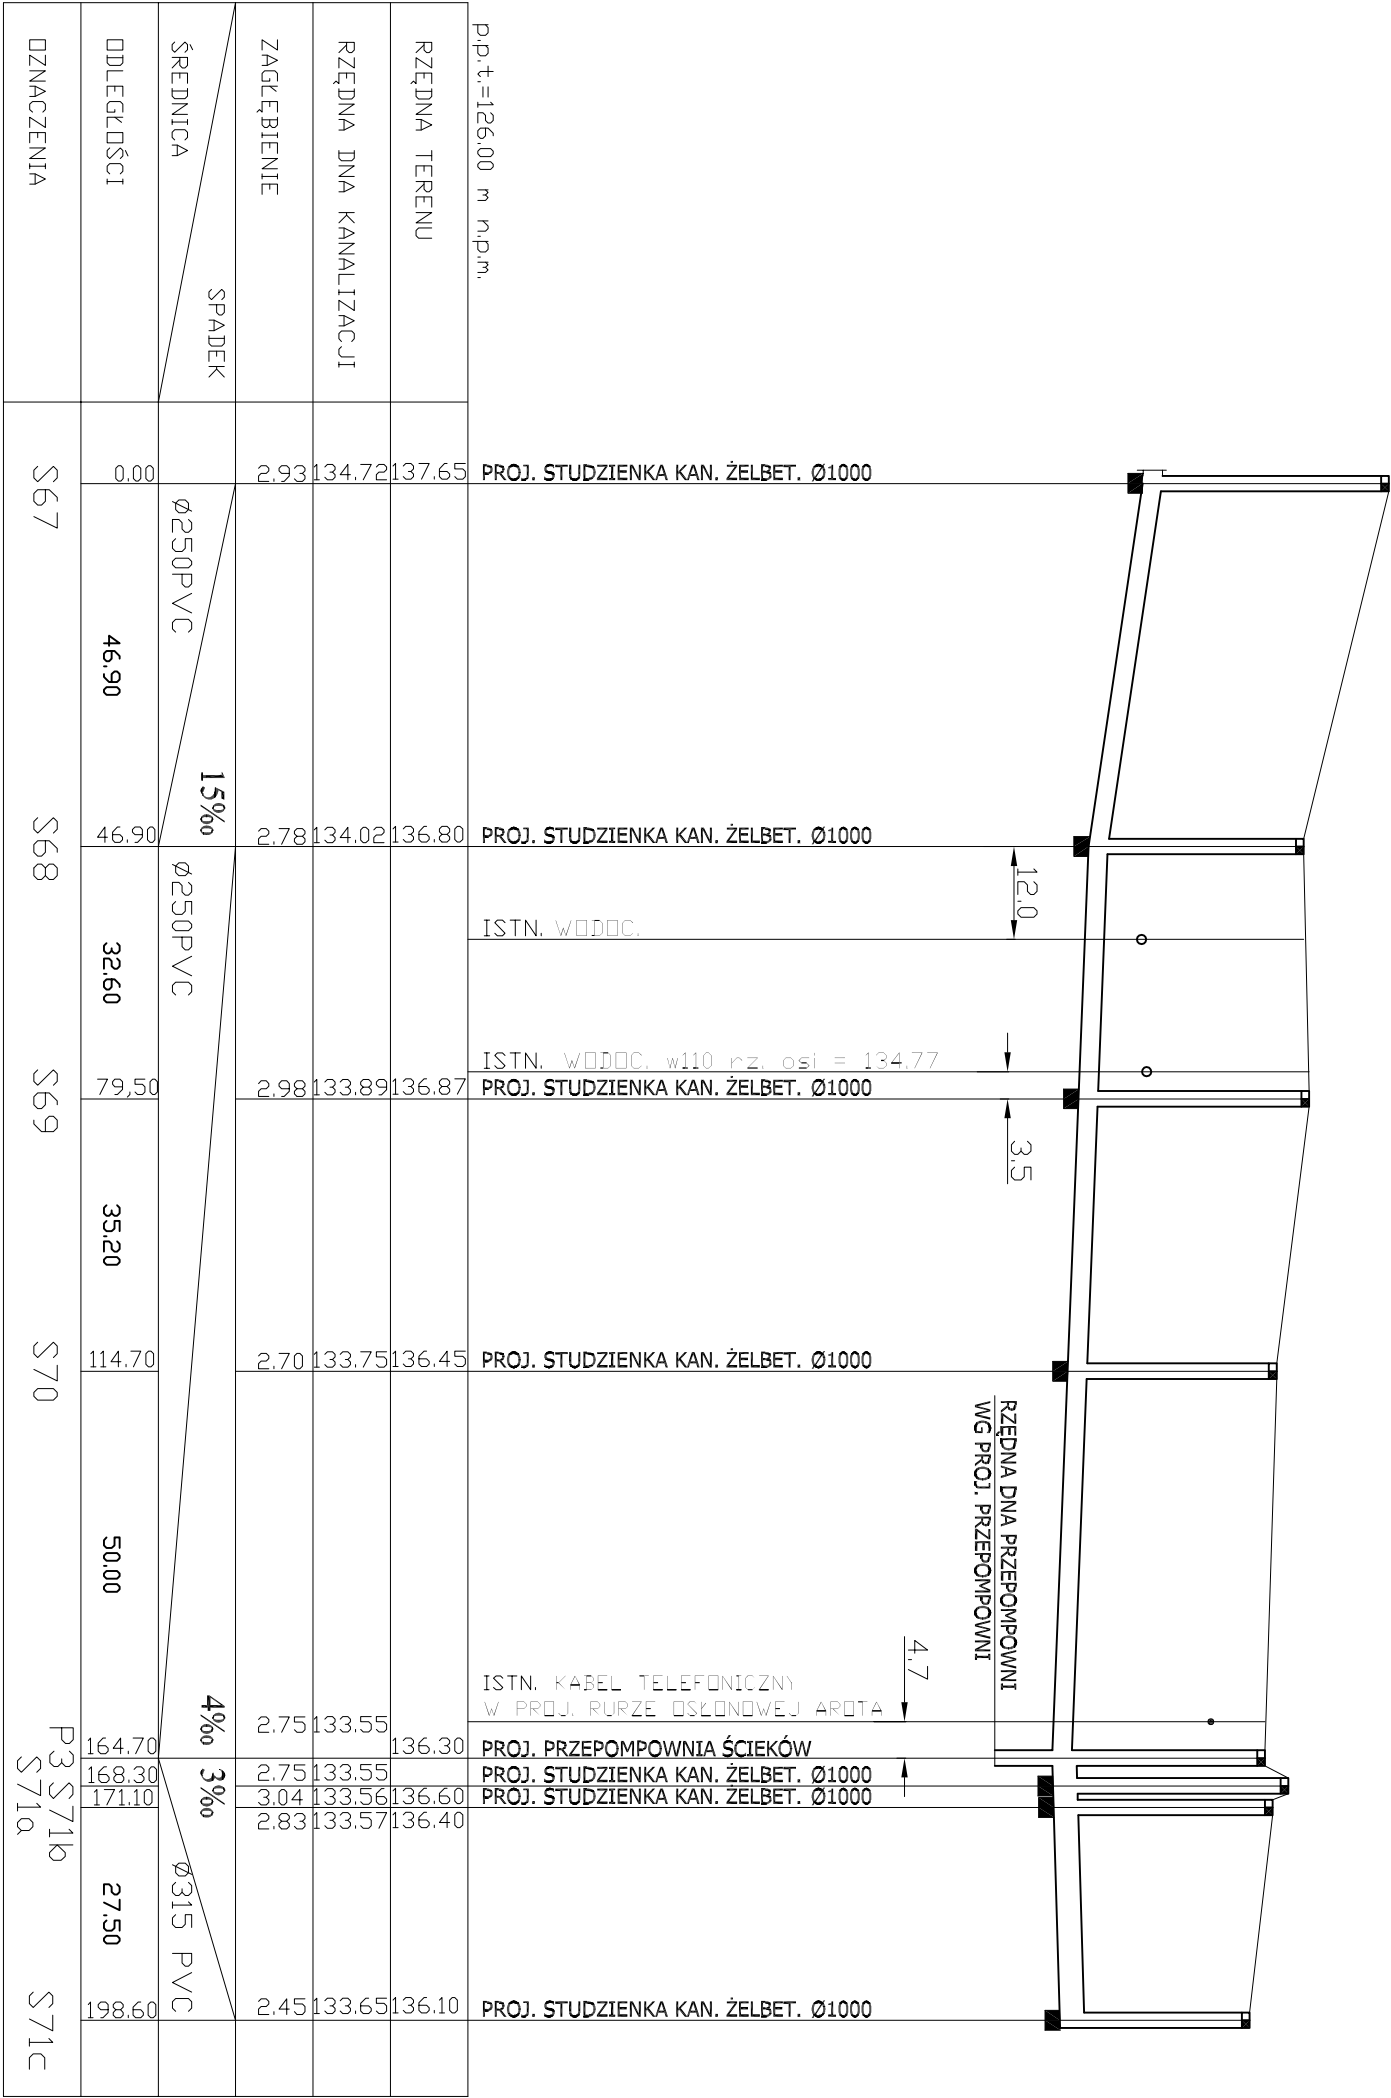 p.p.t.=126.00 m n.p.m.
RZĘDNA TERENU
137.65 136.80 136.87 136.45 136.30 136.60 136.40 136.10
RZĘDNA DNA KANALIZACJI
134.72 134.02 133.89 133.75 133.55 133.55 133.56 133.57 133.65
ZAGŁĘBIENIE
2.93 2.78 2.98 2.70 2.75 2.75 3.04 2.83 2.45
SPADEK
15‰ 4‰ 3‰
ŚREDNICA
Ø250PVC Ø250PVC Ø315 PVC
ODLEGŁOŚCI
0.00 46.90 79,50 114.70 164.70 168.30 171.10 198.60
46.90 32.60 35.20 50.00 27.50
OZNACZENIA
S67 S68 S69 S70 P3 S71b S71a S71c
PROJ. STUDZIENKA KAN. ŻELBET. Ø1000
PROJ. STUDZIENKA KAN. ŻELBET. Ø1000
ISTN. WODOC.
ISTN. WODOC. w110 rz. osi = 134.77
PROJ. STUDZIENKA KAN. ŻELBET. Ø1000
PROJ. STUDZIENKA KAN. ŻELBET. Ø1000
ISTN. KABEL TELEFONICZNY
W PROJ. RURZE OSŁONOWEJ AROTA
PROJ. PRZEPOMPOWNIA ŚCIEKÓW
PROJ. STUDZIENKA KAN. ŻELBET. Ø1000
PROJ. STUDZIENKA KAN. ŻELBET. Ø1000
PROJ. STUDZIENKA KAN. ŻELBET. Ø1000
12.0
3.5
4.7
RZĘDNA DNA PRZEPOMPOWNI
WG PROJ. PRZEPOMPOWNI